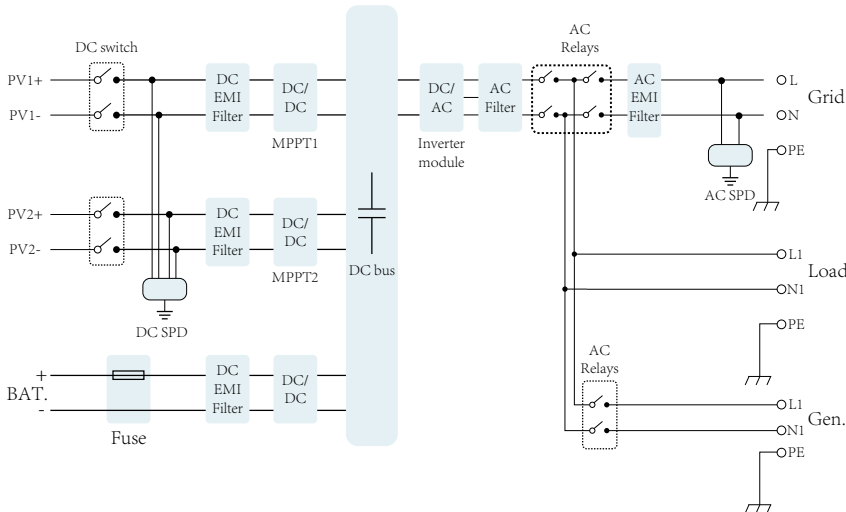 DC switch
PV1+
PV1-
DC
EMI
Filter
DC/
DC
MPPT1
PV2+
PV2-
DC
EMI
Filter
DC/
DC
MPPT2
DC SPD
DC bus
+
BAT.
-
Fuse
DC
EMI
Filter
DC/
DC
DC/
AC
Inverter
module
AC
Filter
AC
Relays
AC
EMI
Filter
AC SPD
L
Grid
N
PE
L1
Load
N1
PE
AC
Relays
L1
Gen.
N1
PE